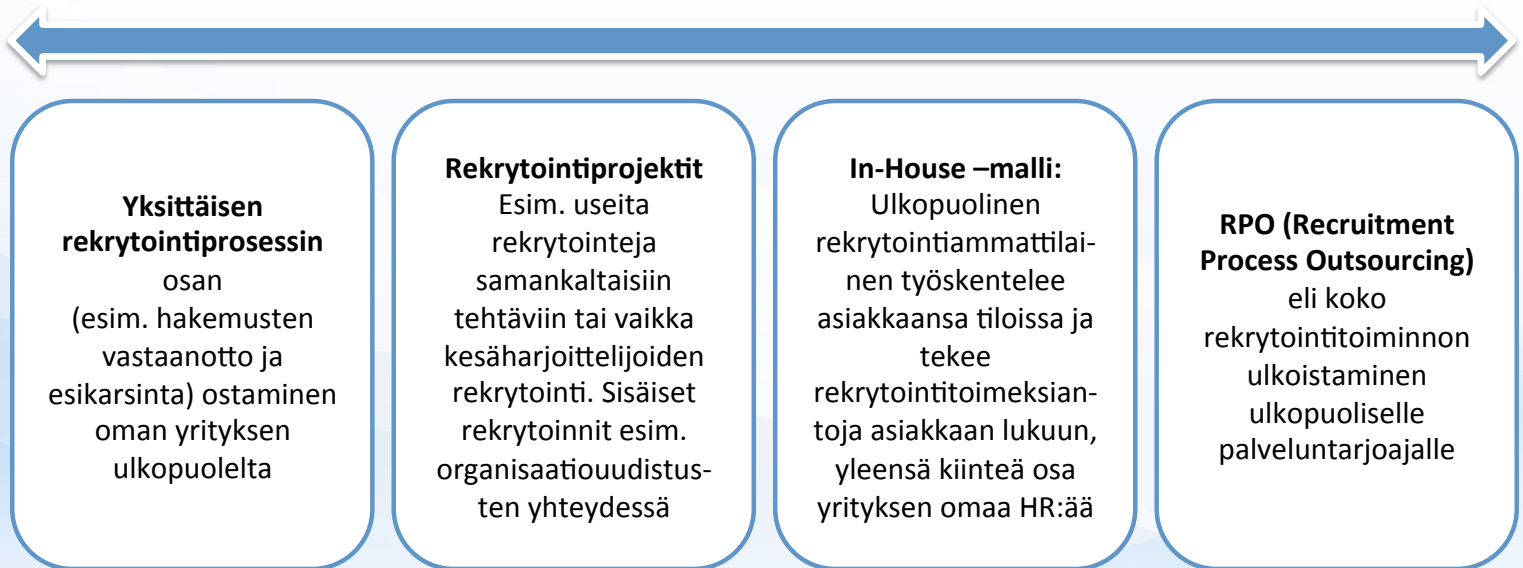 Yksittäisen
rekrytointiprosessin
osan
(esim. hakemusten
vastaanotto ja
esikarsinta) ostaminen
oman yrityksen
ulkopuolelta
Rekrytointiprojektit
Esim. useita
rekrytointeja
samankaltaisiin
tehtäviin tai vaikka
kesäharjoittelijoiden
rekrytointi. Sisäiset
rekrytoinnit esim.
organisaatiouudistus-
ten yhteydessä
In-House –malli:
Ulkopuolinen
rekrytointiammattilai-
nen työskentelee
asiakkaansa tiloissa ja
tekee
rekrytointitoimeksian-
toja asiakkaan lukuun,
yleensä kiinteä osa
yrityksen omaa HR:ää
RPO (Recruitment
Process Outsourcing)
eli koko
rekrytointitoiminnon
ulkoistaminen
ulkopuoliselle
palveluntarjoajalle